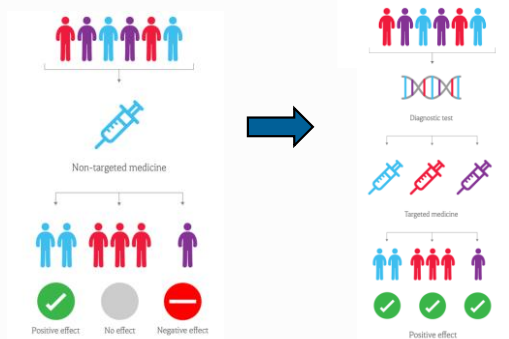 Non-targeted medicine
Positive effect
No effect
Negative effect
Diagnostic test
Targeted medicine
Positive effect